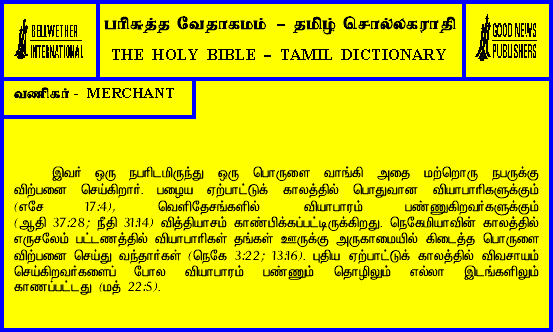 BELLWETHER
INTERNATIONAL
பரிசுத்த வேதாகமம் – தமிழ் சொல்லகராதி
THE HOLY BIBLE – TAMIL DICTIONARY
GOOD NEWS
PUBLISHERS
வணிகர் - MERCHANT
இவர் ஒரு நபரிடமிருந்து ஒரு பொருளை வாங்கி அதை மற்றொரு நபருக்கு
விற்பனை செய்கிறார். பழைய ஏற்பாட்டுக் காலத்தில் பொதுவான வியாபாரிகளுக்கும்
(எசே 17:4), வெளிதேசங்களில் வியாபாரம் பண்ணுகிறவர்களுக்கும்
(ஆதி 37:28; நீதி 31:14) வித்தியாசம் காண்பிக்கப்பட்டிருக்கிறது. நெகேமியாவின் காலத்தில்
எருசலேம் பட்டணத்தில் வியாபாரிகள் தங்கள் ஊருக்கு அருகாமையில் கிடைத்த பொருளை
விற்பனை செய்து வந்தார்கள் (நெகே 3:22; 13:16). புதிய ஏற்பாட்டுக் காலத்தில் விவசாயம்
செய்கிறவர்களைப் போல வியாபாரம் பண்ணும் தொழிலும் எல்லா இடங்களிலும்
காணப்பட்டது (மத் 22:5).